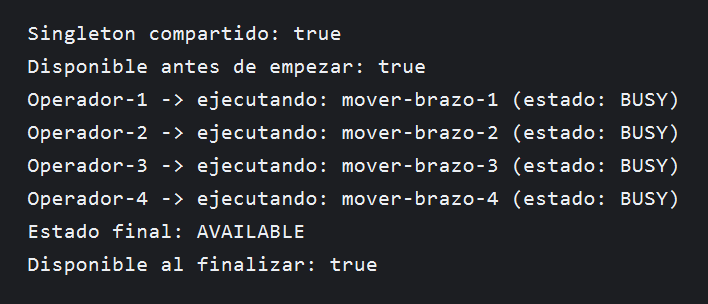 Singleton compartido: true
Disponible antes de empezar: true
Operador-1 -> ejecutando: mover-brazo-1 (estado: BUSY)
Operador-2 -> ejecutando: mover-brazo-2 (estado: BUSY)
Operador-3 -> ejecutando: mover-brazo-3 (estado: BUSY)
Operador-4 -> ejecutando: mover-brazo-4 (estado: BUSY)
Estado final: AVAILABLE
Disponible al finalizar: true